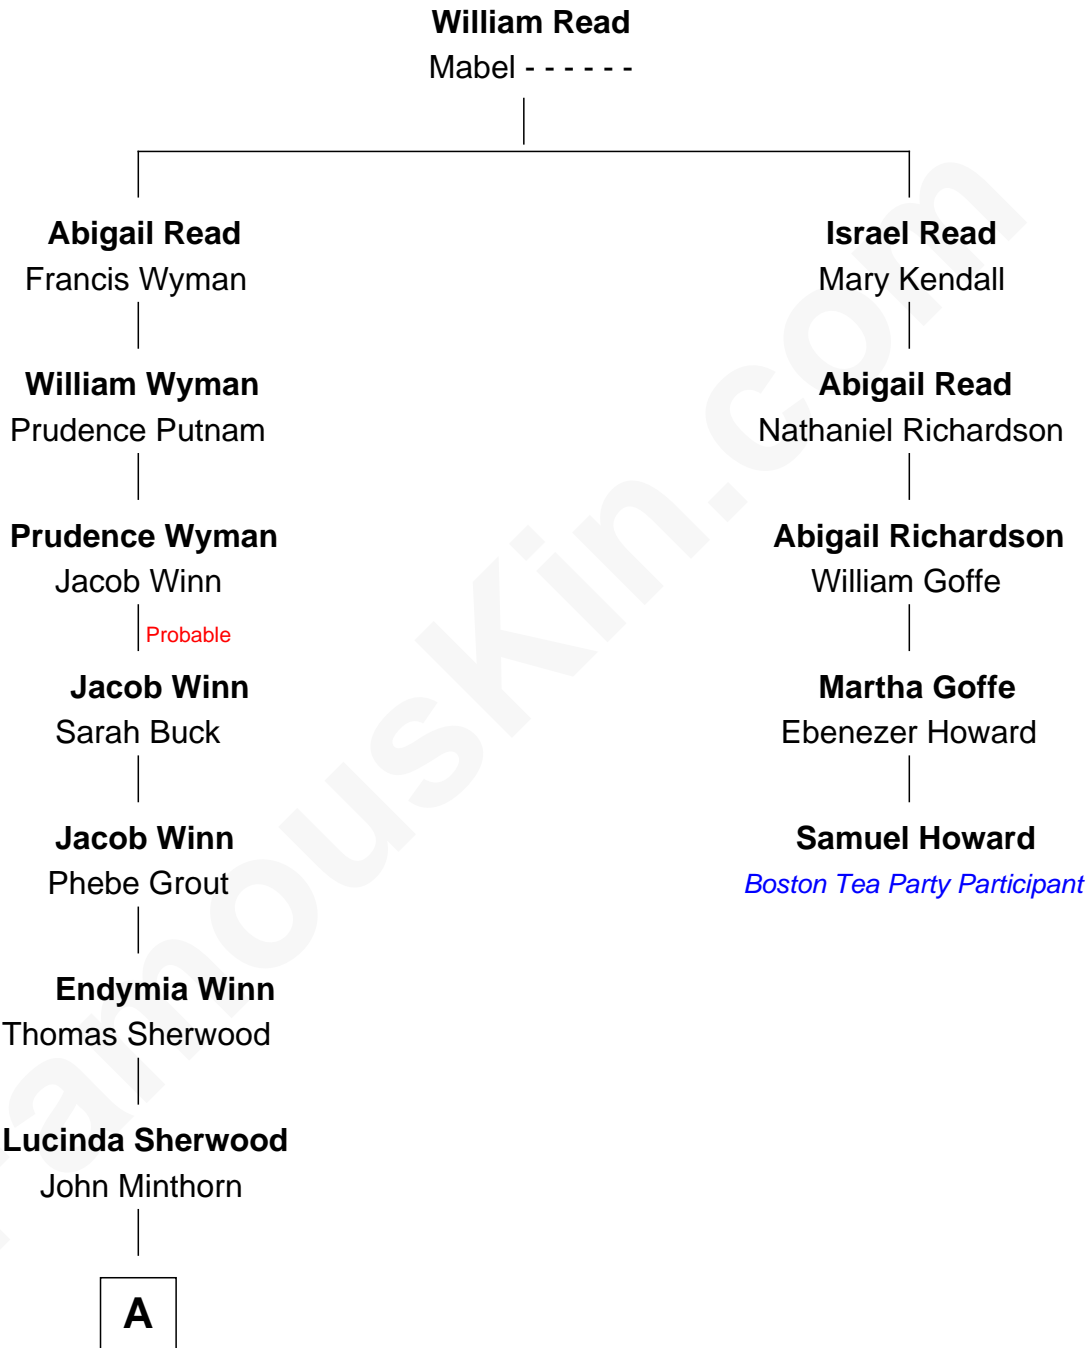 William Read
Mabel - - - - - -
Abigail Read
Francis Wyman
Israel Read
Mary Kendall
William Wyman
Prudence Putnam
Abigail Read
Nathaniel Richardson
Prudence Wyman
Jacob Winn
Probable
Abigail Richardson
William Goffe
Jacob Winn
Sarah Buck
Martha Goffe
Ebenezer Howard
Jacob Winn
Phebe Grout
Samuel Howard
Boston Tea Party Participant
Endymia Winn
Thomas Sherwood
Lucinda Sherwood
John Minthorn
A
FamousKin.com